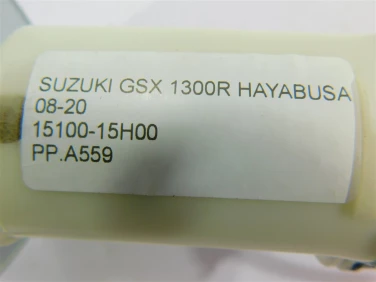 SUZUKI GSX 1300R HAYABUSA
08-20
15100-15H00
PP.A559